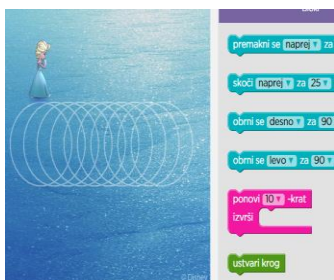 premakni se naprej za
skoči naprej za 25
obrni se desno za 90
obrni se levo za 90
ponovi 10 -krat
izvrši
ustvari krog
© Disney